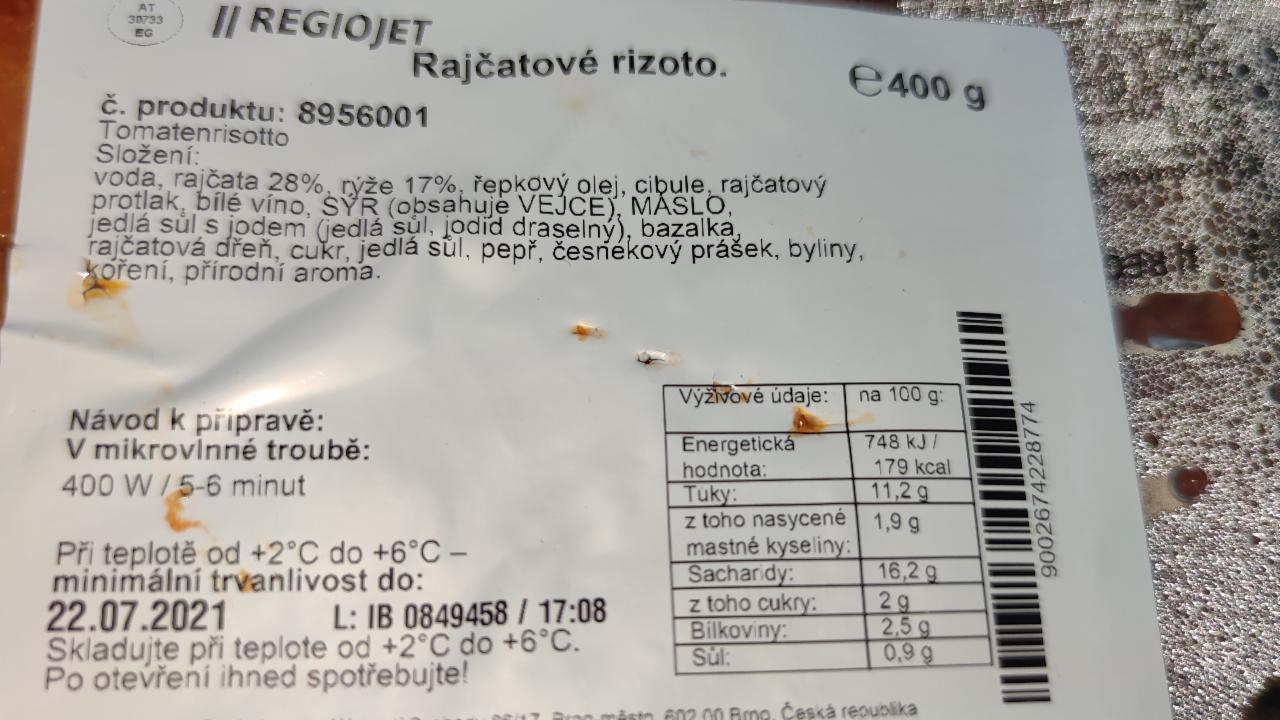 AT
30733
EG
// REGIOJET
Rajčatové rizoto.
℮400 g
č. produktu: 8956001
Tomatenrisotto
Složení:
voda, rajčata 28%, rýže 17%, řepkový olej, cibule, rajčatový
protlak, bílé víno, SÝR (obsahuje VEJCE), MÁSLO,
jedlá sůl s jodem (jedlá sůl, jodid draselný), bazalka,
rajčatová dřeň, cukr, jedlá sůl, pepř, česnekový prášek, byliny,
koření, přírodní aroma.
Návod k přípravě:
V mikrovlnné troubě:
400 W / 5-6 minut
Při teplotě od +2°C do +6°C –
minimální trvanlivost do:
22.07.2021 L: IB 0849458 / 17:08
Skladujte při teplote od +2°C do +6°C.
Po otevření ihned spotřebujte!
Výživové údaje: na 100 g:
Energetická 748 kJ /
hodnota: 179 kcal
Tuky: 11,2 g
z toho nasycené 1,9 g
mastné kyseliny:
Sacharidy: 16,2 g
z toho cukry: 2 g
Bílkoviny: 2,5 g
Sůl: 0,9 g
9002674228774
602 00 Brno, Česká republika